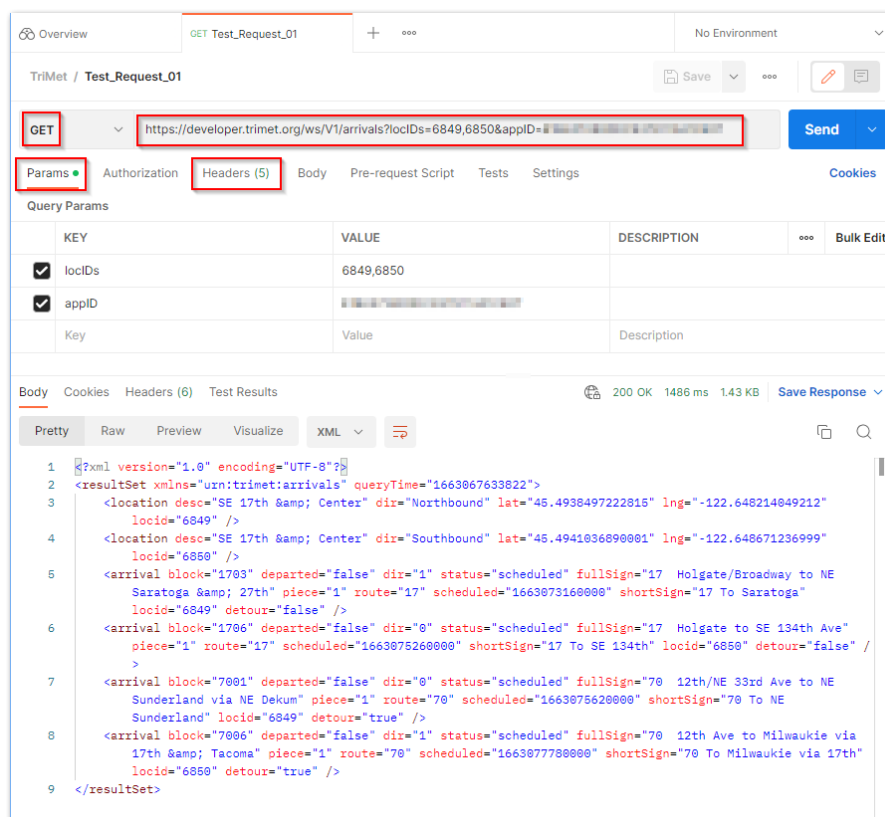 Overview
GET Test_Request_01
No Environment
TriMet / Test_Request_01
Save
GET
https://developer.trimet.org/ws/V1/arrivals?locIDs=6849,6850&appID=
Send
Params
Authorization
Headers (5)
Body
Pre-request Script
Tests
Settings
Cookies
Query Params
KEY VALUE DESCRIPTION Bulk Edit
locIDs 6849,6850
appID
Key Value Description
Body Cookies Headers (6) Test Results 200 OK 1486 ms 1.43 KB Save Response
Pretty Raw Preview Visualize XML
1 <?xml version="1.0" encoding="UTF-8"?>
2 <resultSet xmlns="urn:trimet:arrivals" queryTime="1663067633822">
3 <location desc="SE 17th &amp; Center" dir="Northbound" lat="45.4938497222815" lng="-122.648214049212"
locid="6849" />
4 <location desc="SE 17th &amp; Center" dir="Southbound" lat="45.4941036890001" lng="-122.648671236999"
locid="6850" />
5 <arrival block="1703" departed="false" dir="1" status="scheduled" fullSign="17  Holgate/Broadway to NE
Saratoga &amp; 27th" piece="1" route="17" scheduled="1663073160000" shortSign="17 To Saratoga"
locid="6849" detour="false" />
6 <arrival block="1706" departed="false" dir="0" status="scheduled" fullSign="17  Holgate to SE 134th Ave"
piece="1" route="17" scheduled="1663075260000" shortSign="17 To SE 134th" locid="6850" detour="false" /
>
7 <arrival block="7001" departed="false" dir="0" status="scheduled" fullSign="70  12th/NE 33rd Ave to NE
Sunderland via NE Dekum" piece="1" route="70" scheduled="1663075620000" shortSign="70 To NE
Sunderland" locid="6849" detour="true" />
8 <arrival block="7006" departed="false" dir="1" status="scheduled" fullSign="70  12th Ave to Milwaukie via
17th &amp; Tacoma" piece="1" route="70" scheduled="1663077780000" shortSign="70 To Milwaukie via 17th"
locid="6850" detour="true" />
9 </resultSet>